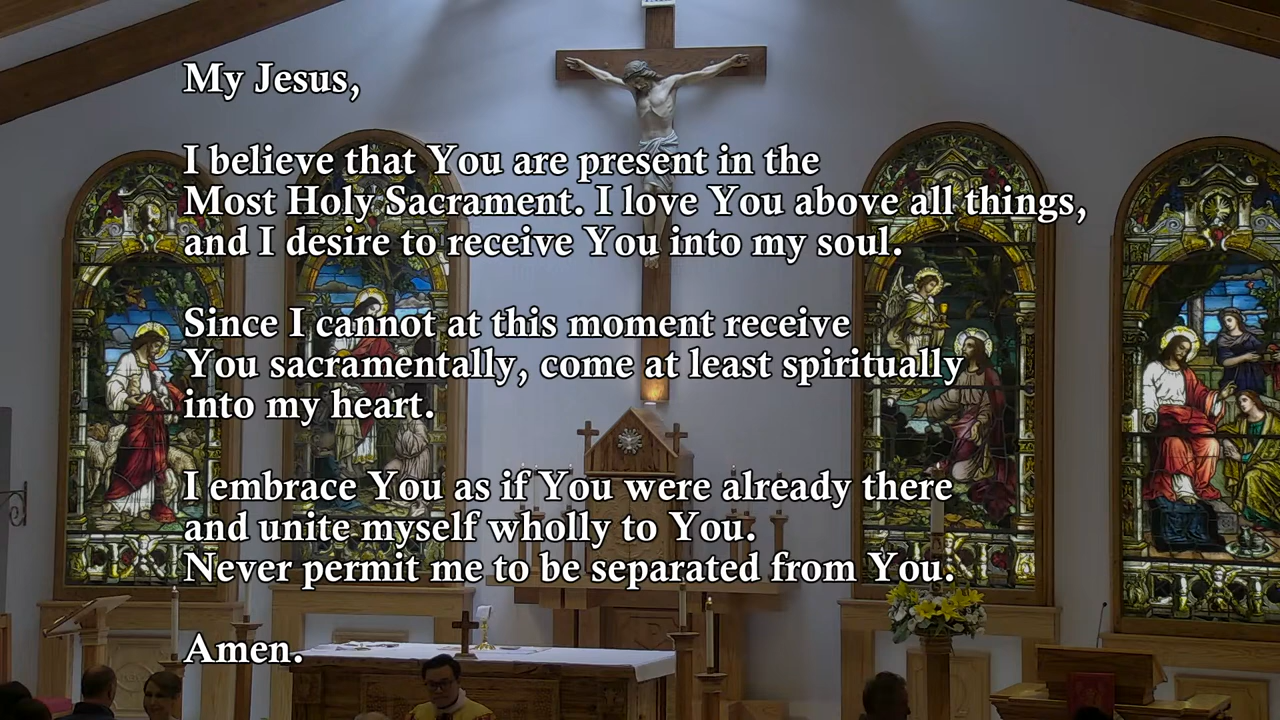 My Jesus,
I believe that You are present in the
Most Holy Sacrament. I love You above all things,
and I desire to receive You into my soul.
Since I cannot at this moment receive
You sacramentally, come at least spiritually
into my heart.
I embrace You as if You were already there
and unite myself wholly to You.
Never permit me to be separated from You.
Amen.